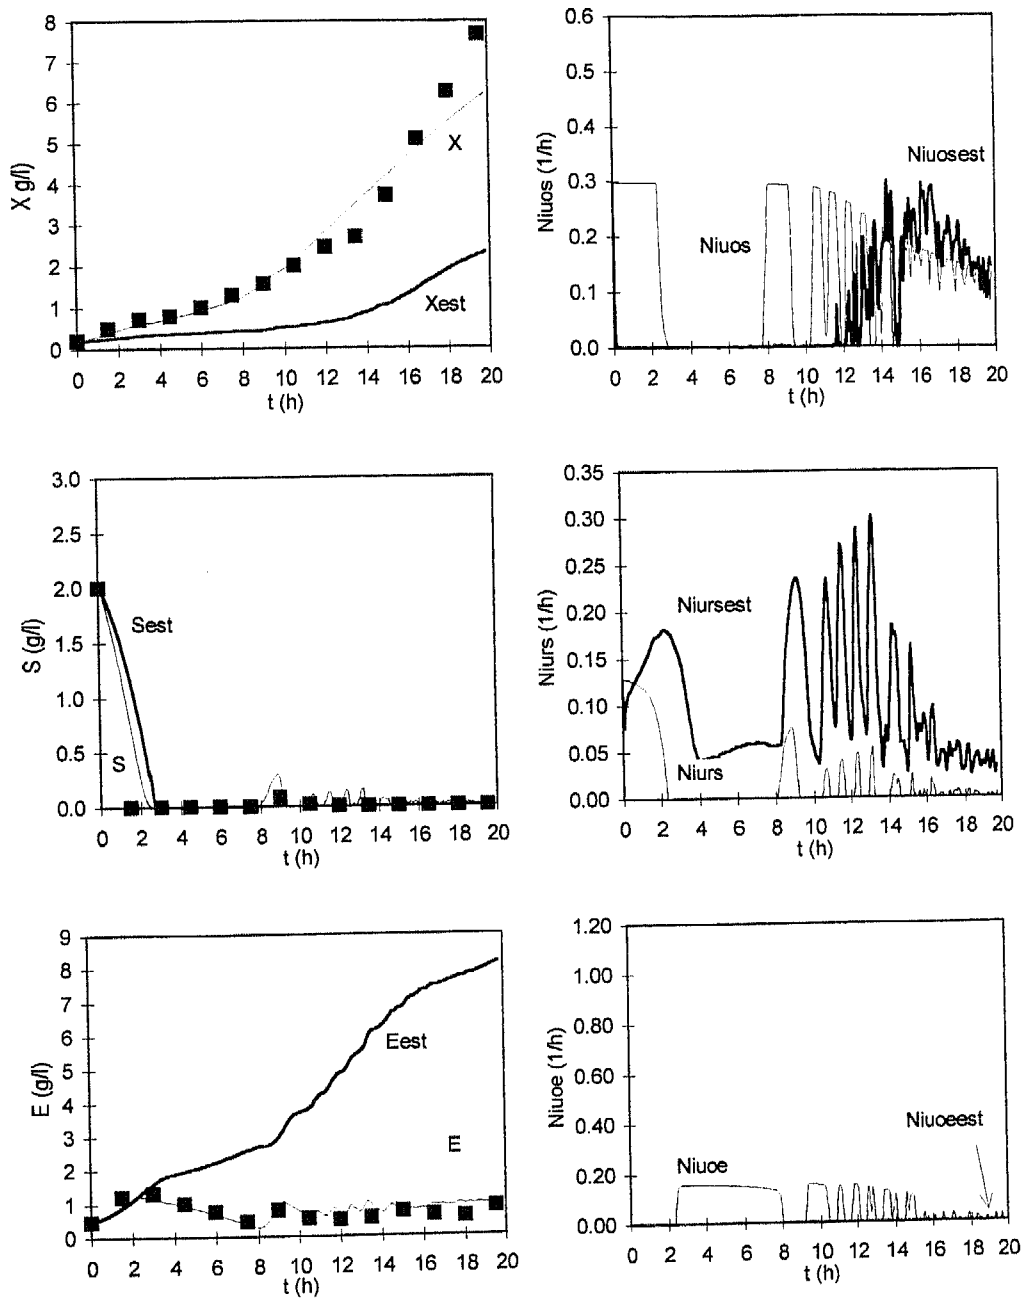 8
7
6
5
4
3
2
1
0
X g/l
X
Xest
0 2 4 6 8 10 12 14 16 18 20
t (h)
0.6
0.5
0.4
0.3
0.2
0.1
0.0
Niuos (1/h)
Niuosest
Niuos
0 2 4 6 8 10 12 14 16 18 20
t (h)
3.0
2.5
2.0
1.5
1.0
0.5
0.0
S (g/l)
Sest
S
0 2 4 6 8 10 12 14 16 18 20
t (h)
0.35
0.30
0.25
0.20
0.15
0.10
0.05
0.00
Niurs (1/h)
Niursest
Niurs
0 2 4 6 8 10 12 14 16 18 20
t (h)
9
8
7
6
5
4
3
2
1
0
E (g/l)
Eest
E
0 2 4 6 8 10 12 14 16 18 20
t (h)
1.20
1.00
0.80
0.60
0.40
0.20
0.00
Niuoe (1/h)
Niuoeest
Niuoe
0 2 4 6 8 10 12 14 16 18 20
t (h)